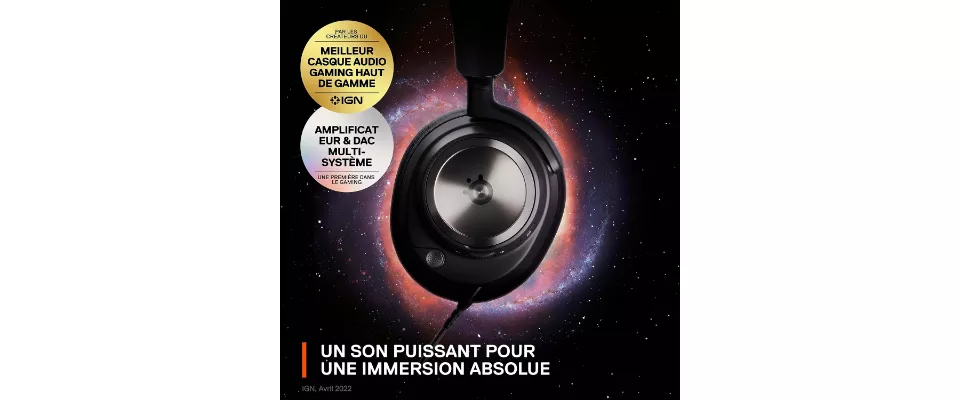 PAR LES
CRÉATEURS DU
MEILLEUR
CASQUE AUDIO
GAMING HAUT
DE GAMME
IGN
AMPLIFICAT
EUR & DAC
MULTI-
SYSTÈME
UNE PREMIÈRE DANS
LE GAMING
UN SON PUISSANT POUR
UNE IMMERSION ABSOLUE
IGN, Avril 2022